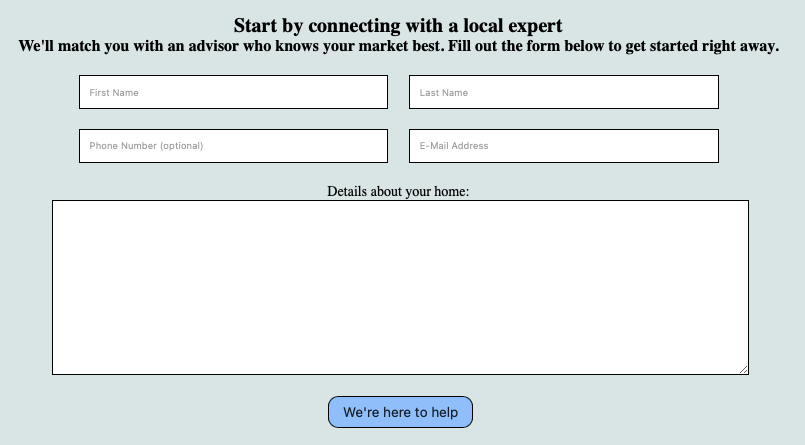 Start by connecting with a local expert
We'll match you with an advisor who knows your market best. Fill out the form below to get started right away.
First Name
Last Name
Phone Number (optional)
E-Mail Address
Details about your home:
We're here to help